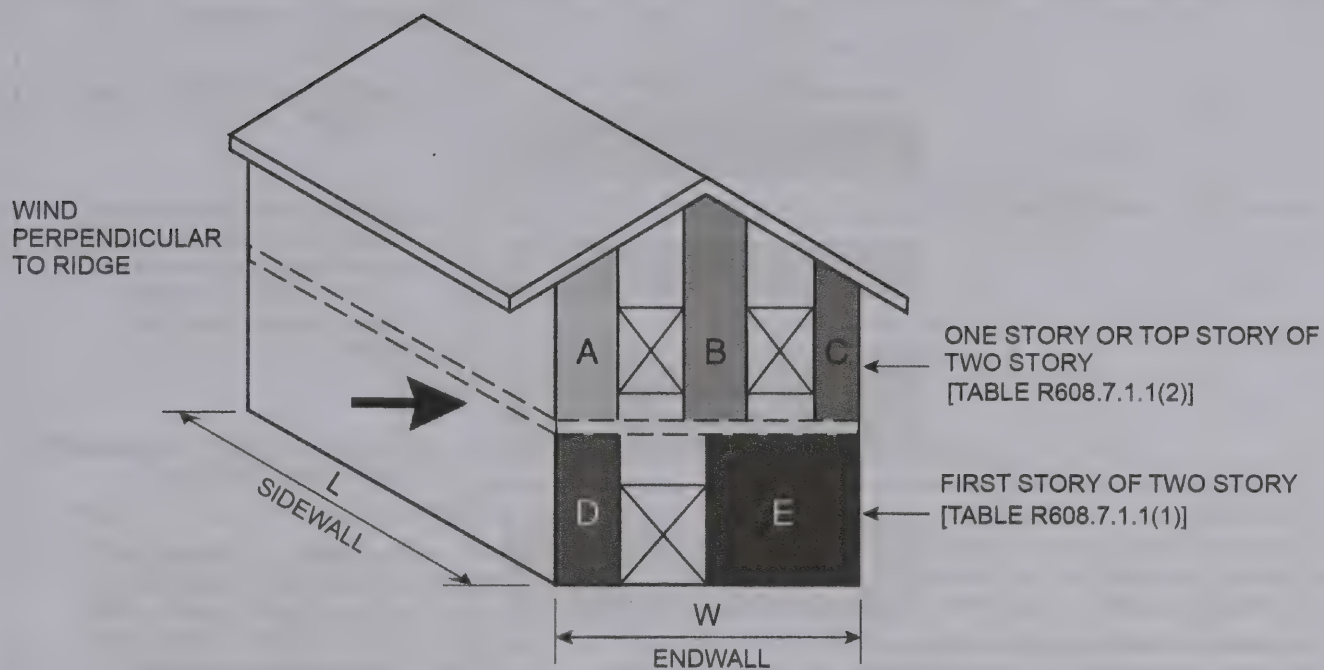 WIND
PERPENDICULAR
TO RIDGE
A
B
C
ONE STORY OR TOP STORY OF
TWO STORY
[TABLE R608.7.1.1(2)]
D
E
FIRST STORY OF TWO STORY
[TABLE R608.7.1.1(1)]
L
SIDEWALL
W
ENDWALL